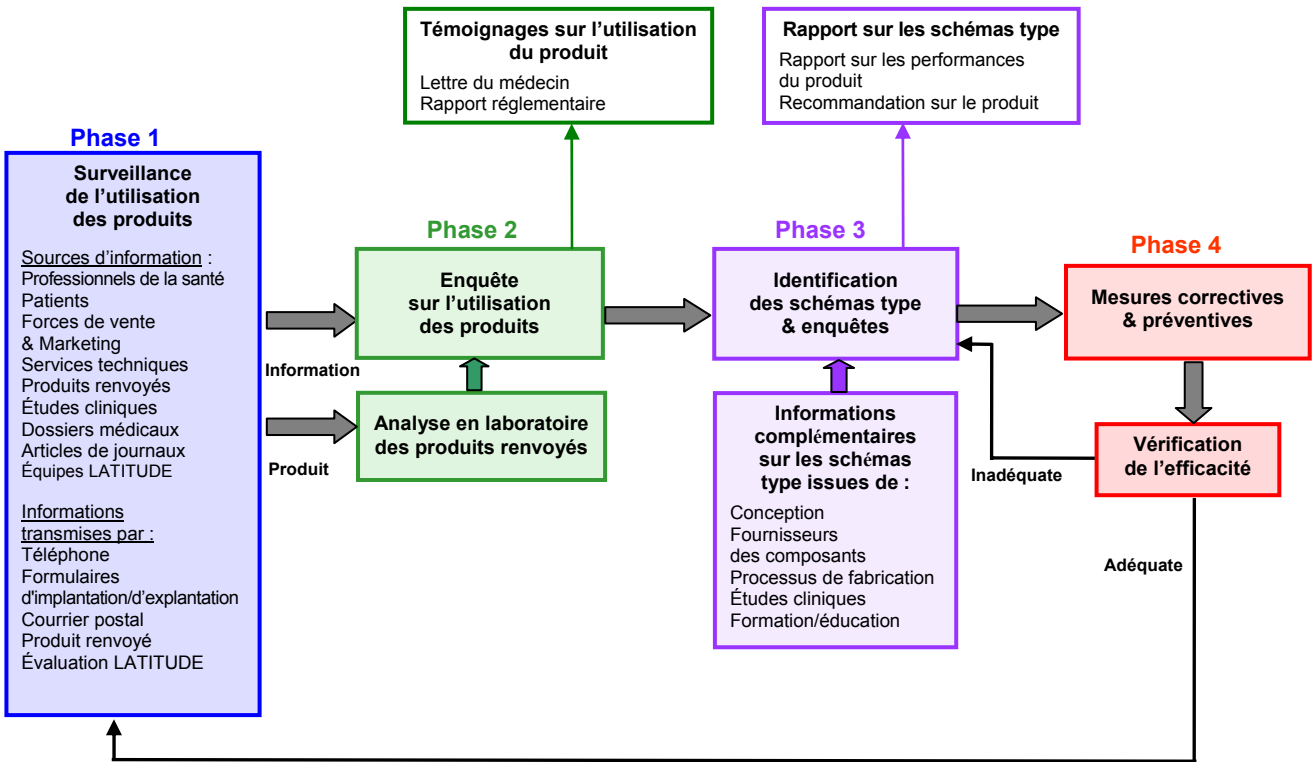 Phase 1
Surveillance
de l’utilisation
des produits
Sources d’information :
Professionnels de la santé
Patients
Forces de vente
& Marketing
Services techniques
Produits renvoyés
Études cliniques
Dossiers médicaux
Articles de journaux
Équipes LATITUDE
Informations
transmises par :
Téléphone
Formulaires
d'implantation/d’explantation
Courrier postal
Produit renvoyé
Évaluation LATITUDE
Information
Produit
Témoignages sur l’utilisation
du produit
Lettre du médecin
Rapport réglementaire
Phase 2
Enquête
sur l’utilisation
des produits
Analyse en laboratoire
des produits renvoyés
Rapport sur les schémas type
Rapport sur les performances
du produit
Recommandation sur le produit
Phase 3
Identification
des schémas type
& enquêtes
Informations
complémentaires
sur les schémas
type issues de :
Conception
Fournisseurs
des composants
Processus de fabrication
Études cliniques
Formation/éducation
Phase 4
Mesures correctives
& préventives
Vérification
de l’efficacité
Inadéquate
Adéquate